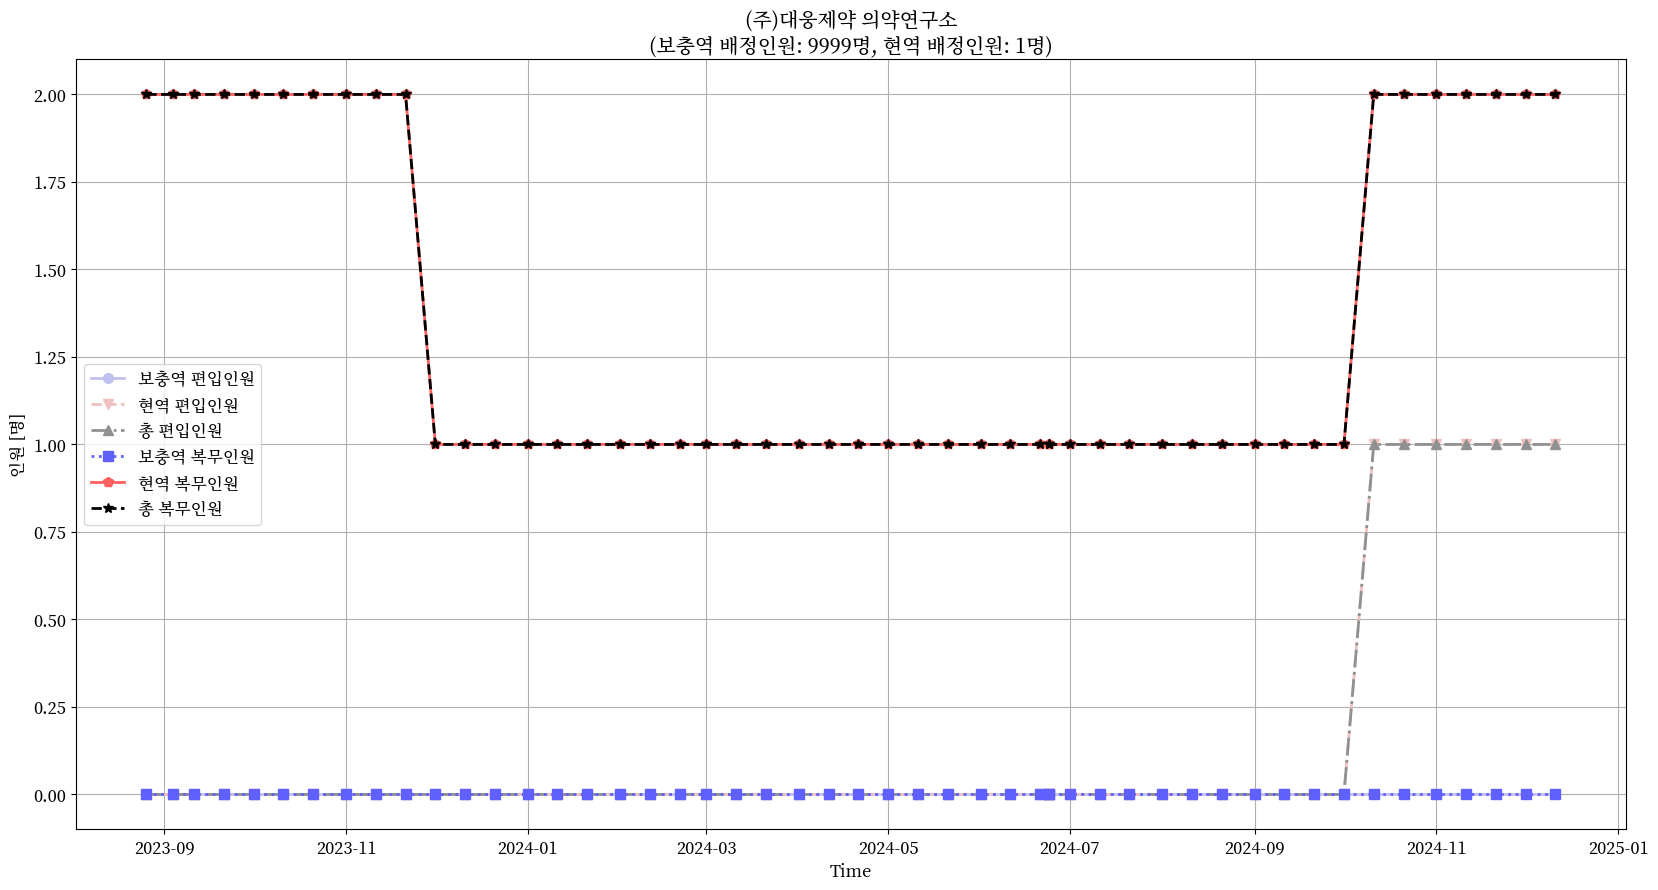 (주)대웅제약 의약연구소
(보충역 배정인원: 9999명, 현역 배정인원: 1명)
2.00
1.75
1.50
1.25
1.00
0.75
0.50
0.25
0.00
인원 [명]
보충역 편입인원
현역 편입인원
총 편입인원
보충역 복무인원
현역 복무인원
총 복무인원
2023-09
2023-11
2024-01
2024-03
2024-05
2024-07
2024-09
2024-11
2025-01
Time